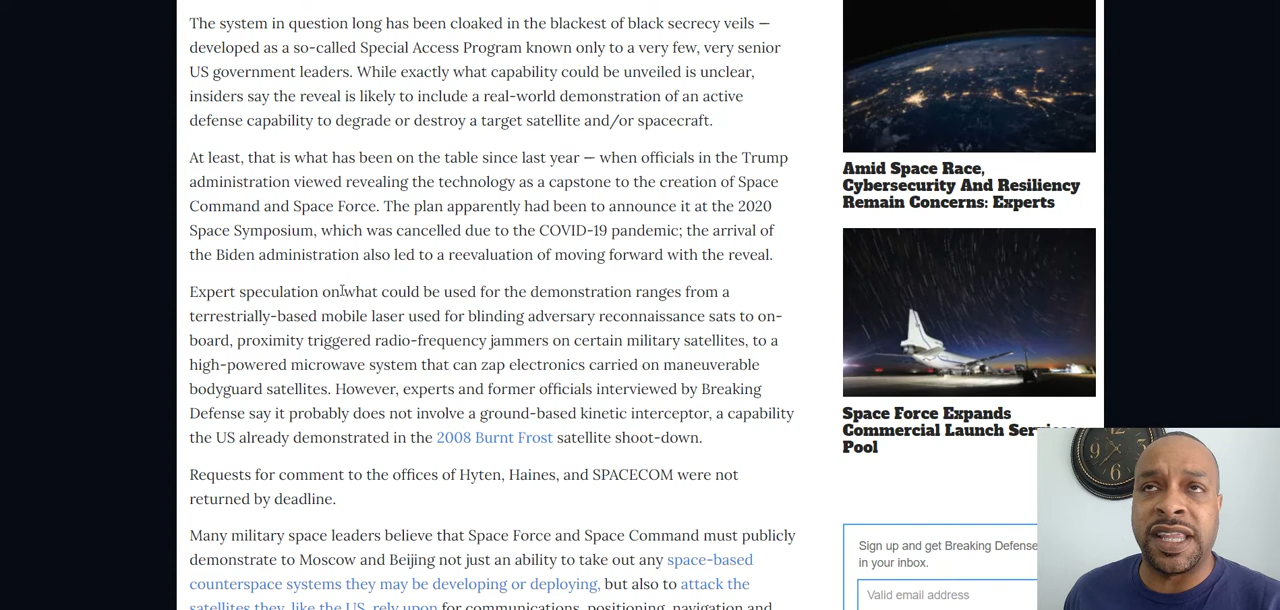 The system in question long has been cloaked in the blackest of black secrecy veils —
developed as a so-called Special Access Program known only to a very few, very senior
US government leaders. While exactly what capability could be unveiled is unclear,
insiders say the reveal is likely to include a real-world demonstration of an active
defense capability to degrade or destroy a target satellite and/or spacecraft.
At least, that is what has been on the table since last year — when officials in the Trump
administration viewed revealing the technology as a capstone to the creation of Space
Command and Space Force. The plan apparently had been to announce it at the 2020
Space Symposium, which was cancelled due to the COVID-19 pandemic; the arrival of
the Biden administration also led to a reevaluation of moving forward with the reveal.
Expert speculation on what could be used for the demonstration ranges from a
terrestrially-based mobile laser used for blinding adversary reconnaissance sats to on-
board, proximity triggered radio-frequency jammers on certain military satellites, to a
high-powered microwave system that can zap electronics carried on maneuverable
bodyguard satellites. However, experts and former officials interviewed by Breaking
Defense say it probably does not involve a ground-based kinetic interceptor, a capability
the US already demonstrated in the 2008 Burnt Frost satellite shoot-down.
Requests for comment to the offices of Hyten, Haines, and SPACECOM were not
returned by deadline.
Many military space leaders believe that Space Force and Space Command must publicly
demonstrate to Moscow and Beijing not just an ability to take out any space-based
counterspace systems they may be developing or deploying, but also to attack the
satellites they, like the US, rely upon for communications, positioning, navigation and
Amid Space Race,
Cybersecurity And Resiliency
Remain Concerns: Experts
Space Force Expands
Commercial Launch
Pool
Sign up and get Breaking Defense
in your inbox.
Valid email address